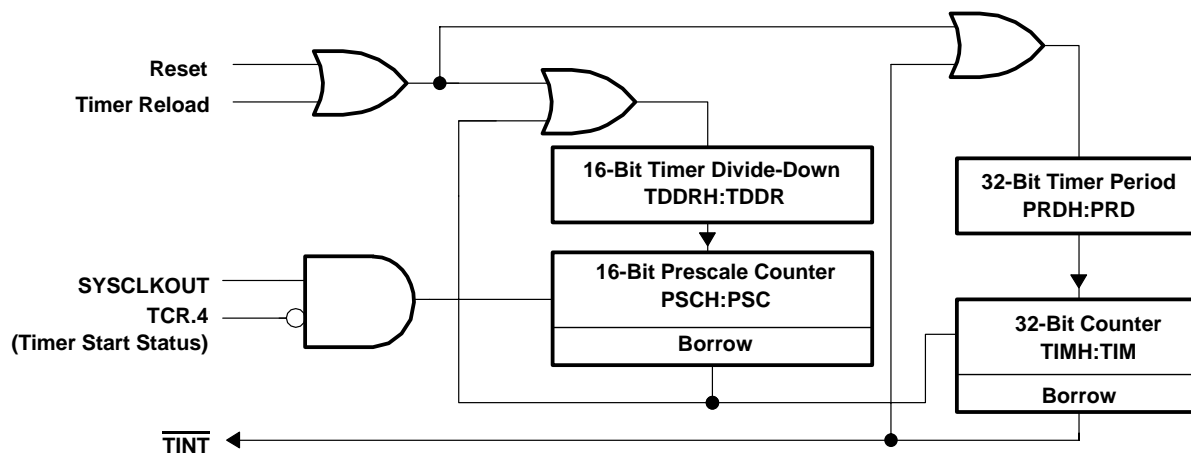 Reset
Timer Reload
16-Bit Timer Divide-Down
TDDRH:TDDR
32-Bit Timer Period
PRDH:PRD
SYSCLKOUT
TCR.4
(Timer Start Status)
16-Bit Prescale Counter
PSCH:PSC
Borrow
32-Bit Counter
TIMH:TIM
Borrow
TINT